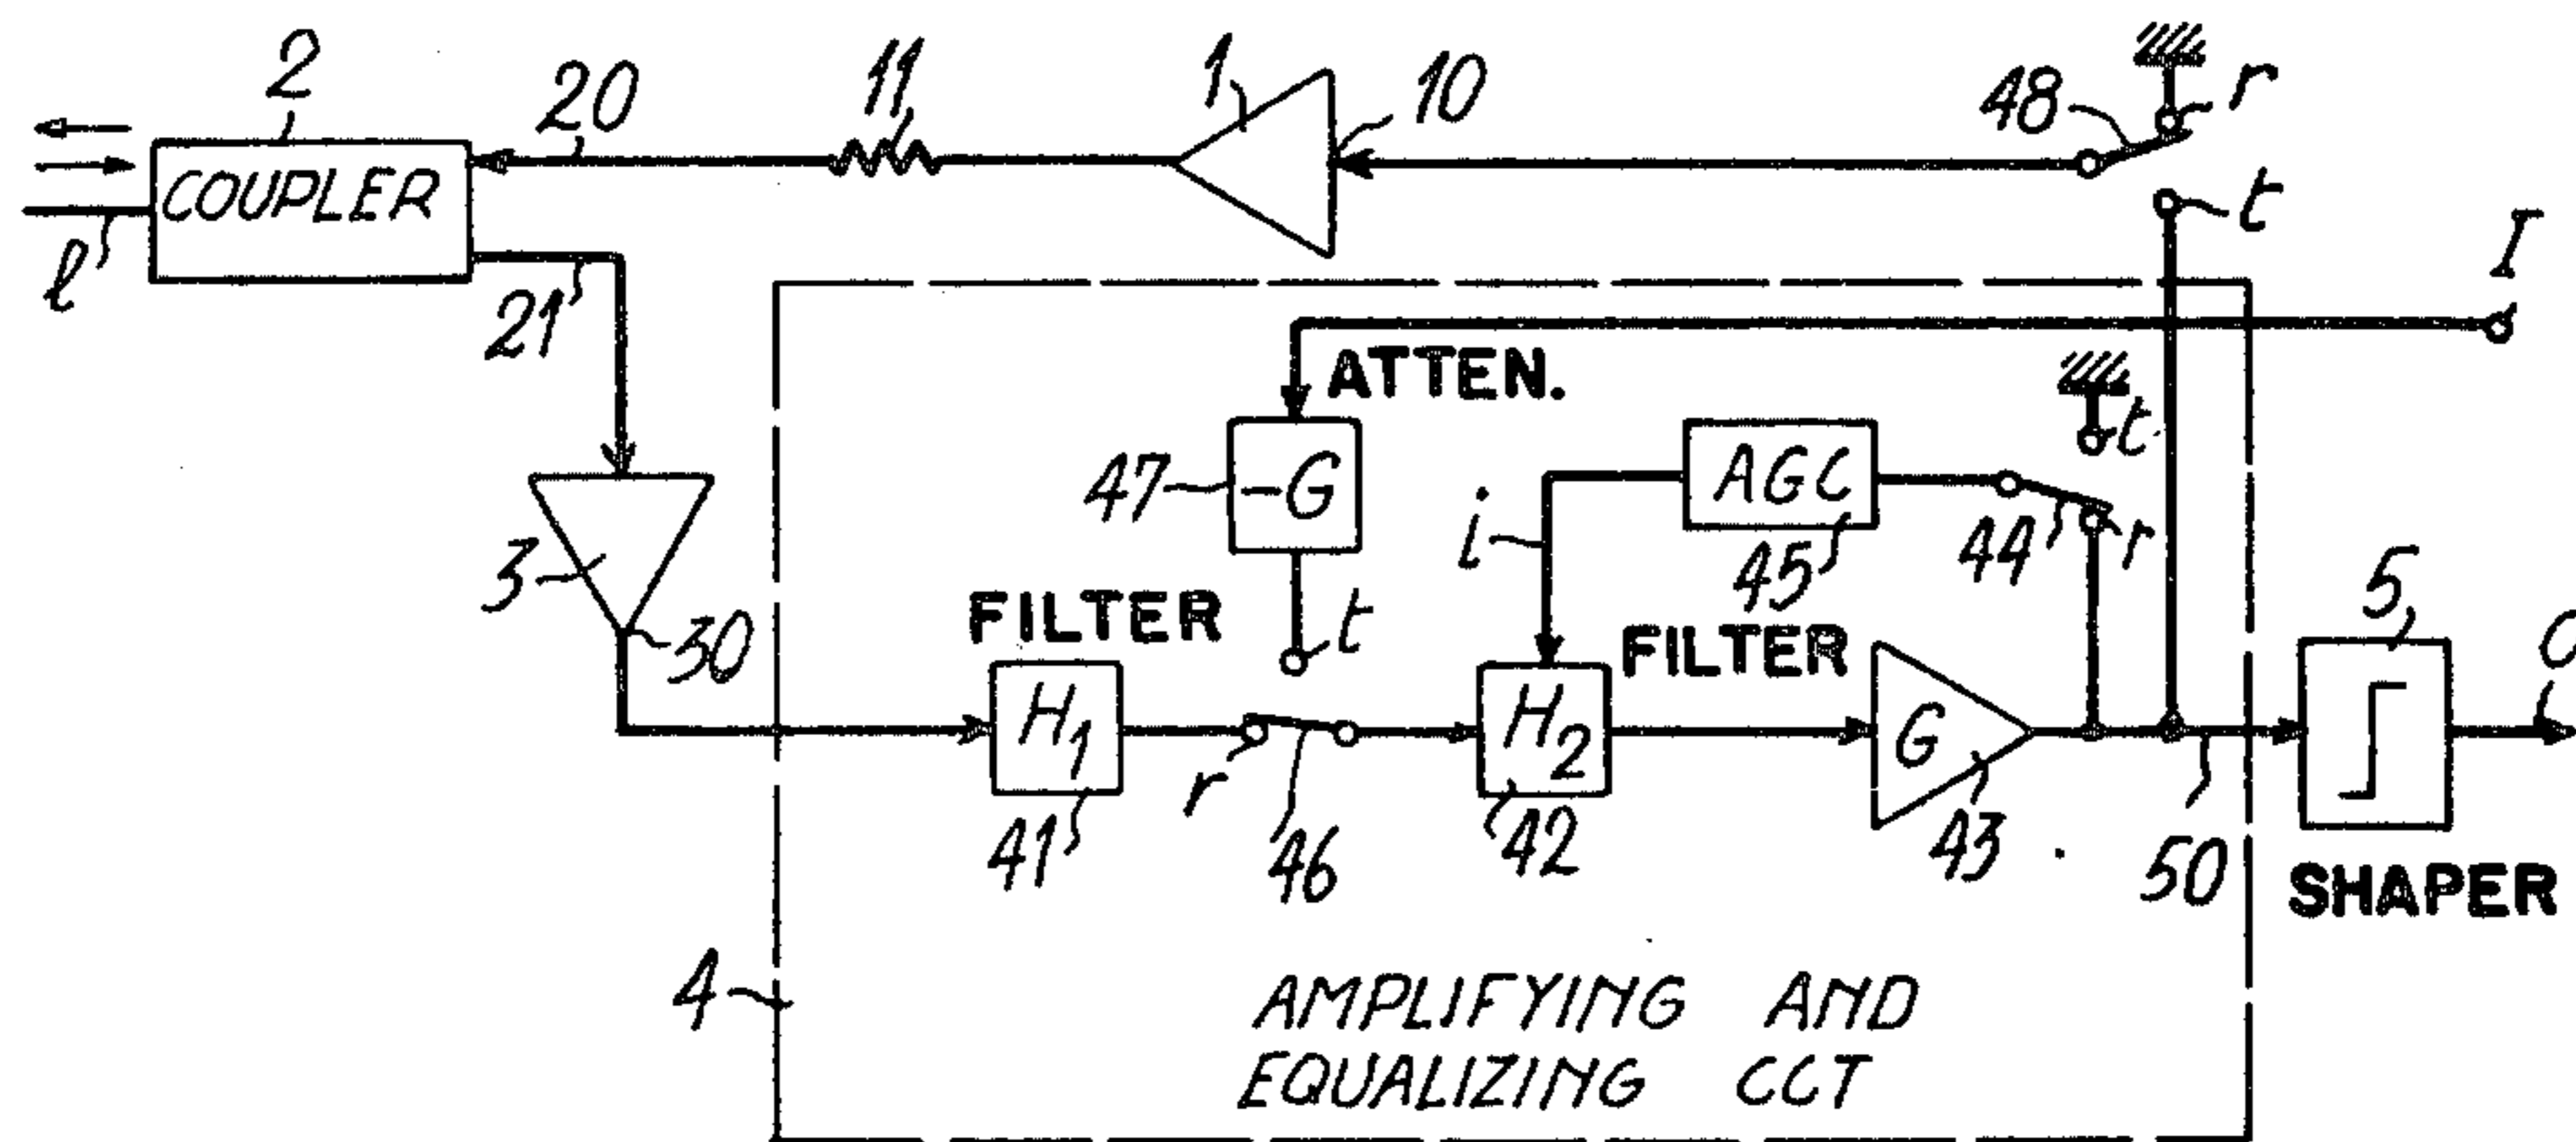 2
20
11
1
10
48
r
COUPLER
t
l
21
I
ATTEN.
t
47
-G
i
AGC
44
r
45
3
30
FILTER
t
FILTER
5
O
H1
r
H2
G
41
46
42
43
50
SHAPER
4
AMPLIFYING AND
EQUALIZING CCT